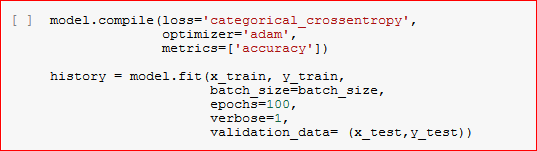 [ ] model.compile(loss='categorical_crossentropy',
optimizer='adam',
metrics=['accuracy'])
history = model.fit(x_train, y_train,
batch_size=batch_size,
epochs=100,
verbose=1,
validation_data= (x_test,y_test))